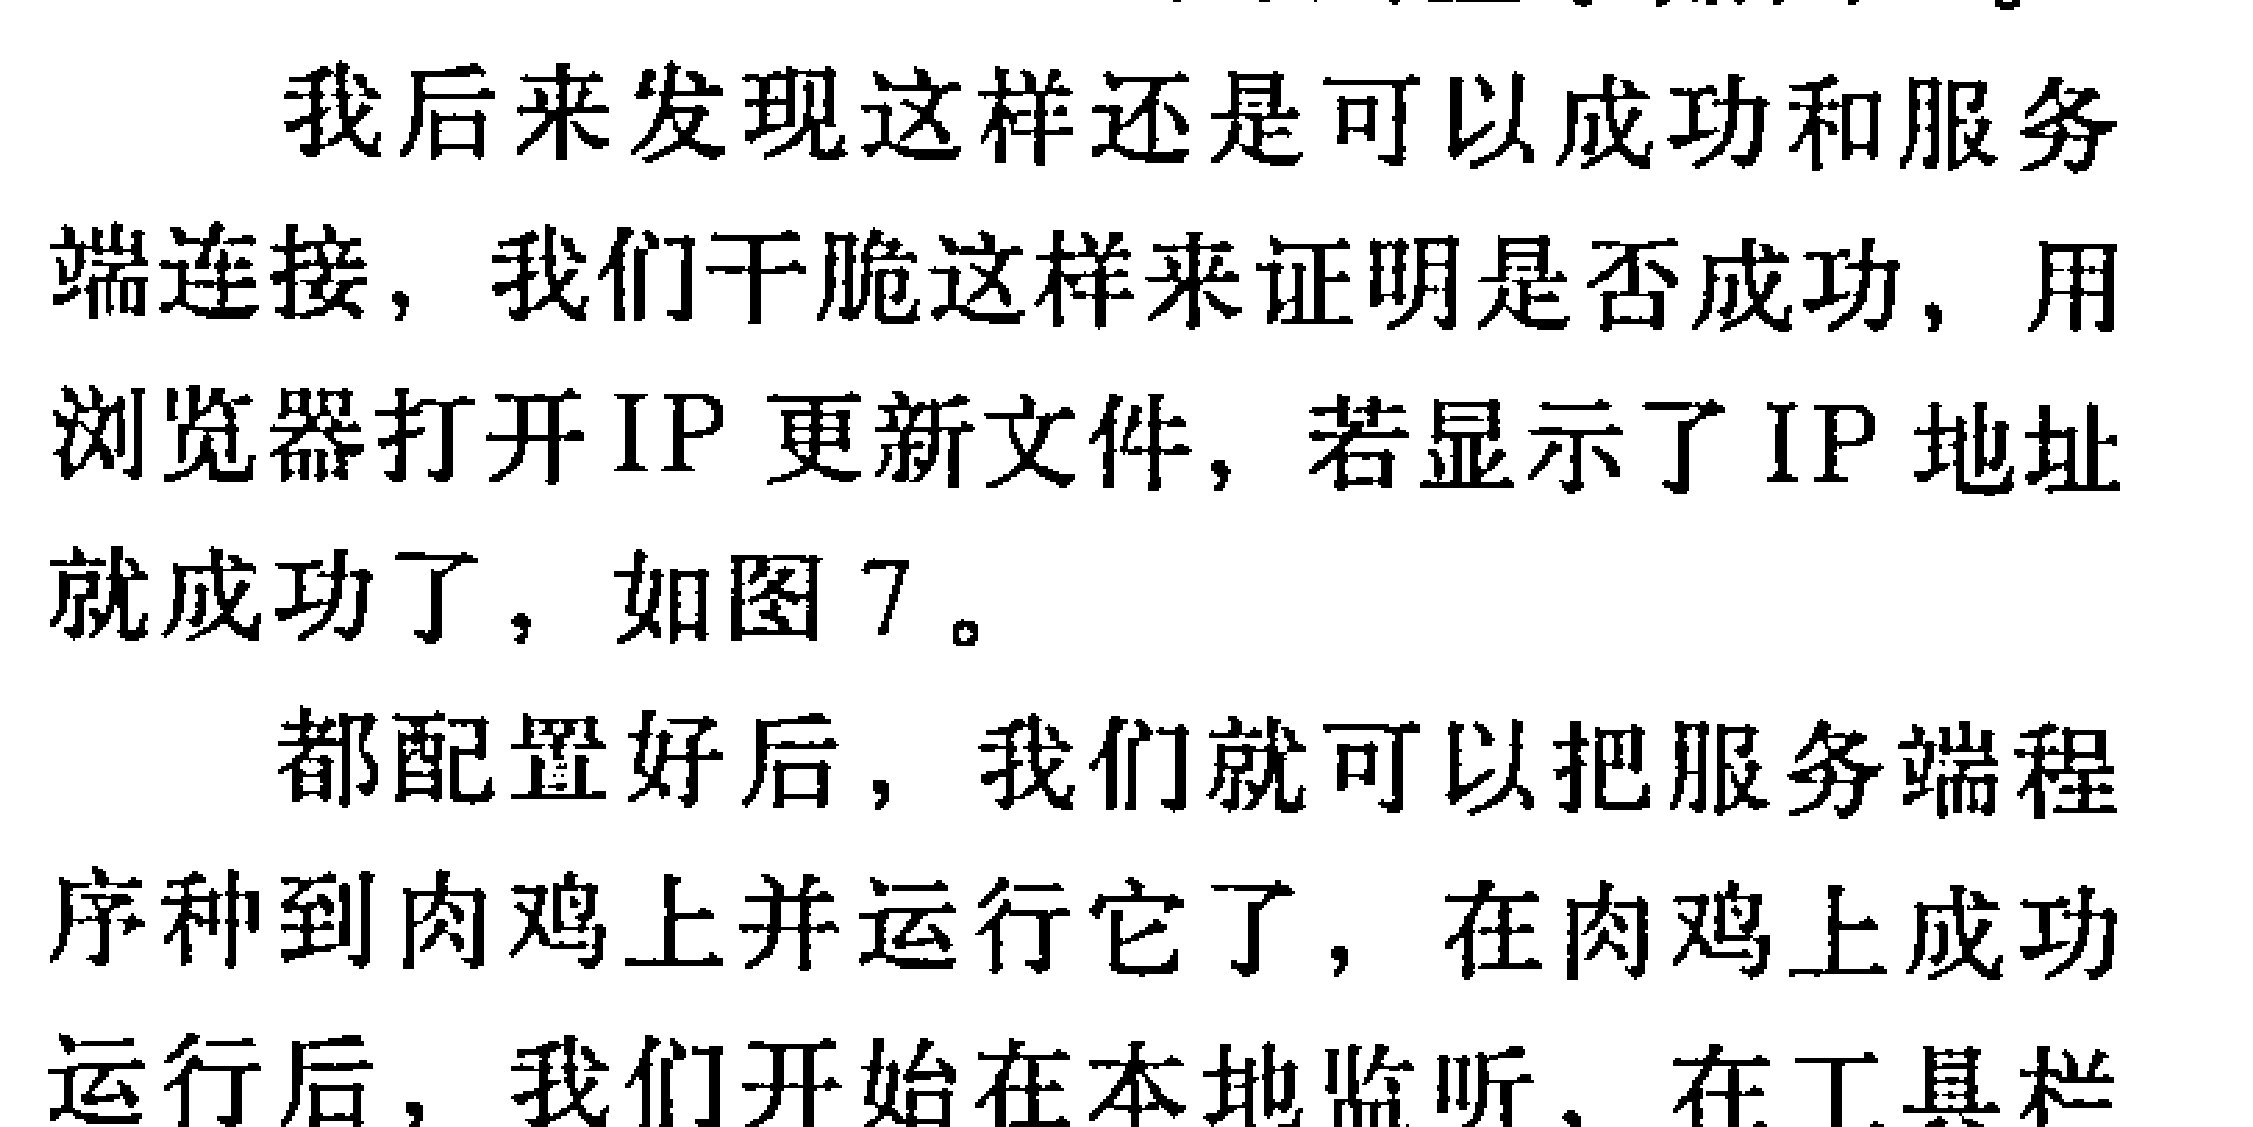 我后来发现这样还是可以成功和服务
端连接，我们干脆这样来证明是否成功，用
浏览器打开IP 更新文件，若显示了 IP 地址
就成功了，如图 7 。
都配置好后，我们就可以把服务端程
序种到肉鸡上并运行它了，在肉鸡上成功
运行后，我们开始在本地监听，在工具栏